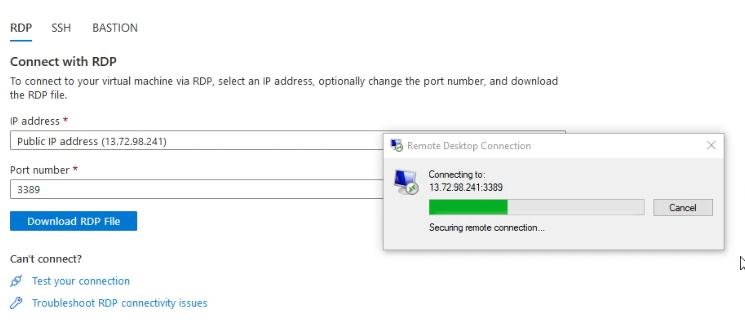 RDP SSH BASTION
Connect with RDP
To connect to your virtual machine via RDP, select an IP address, optionally change the port number, and download
the RDP file.
IP address *
Public IP address (13.72.98.241)
Port number *
3389
Download RDP File
Can't connect?
Test your connection
Troubleshoot RDP connectivity issues
Remote Desktop Connection
Connecting to:
13.72.98.241:3389
Cancel
Securing remote connection...